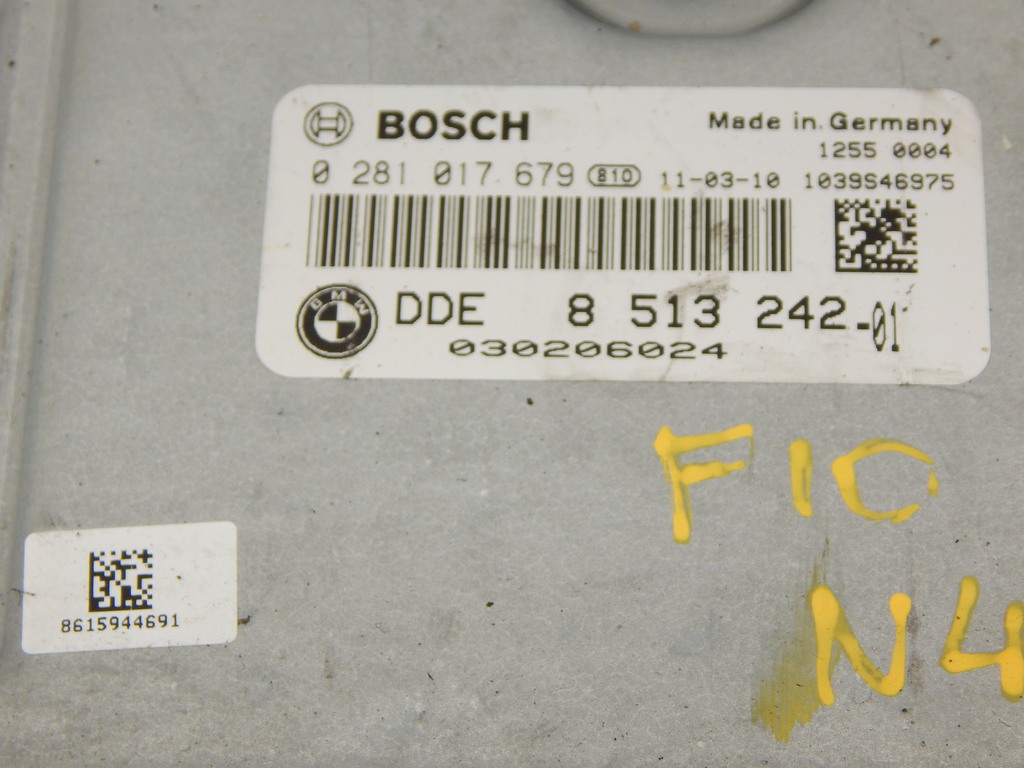 BOSCH
Made in Germany
1255 0004
0 281 017 679 810 11-03-10 1039S46975
BMW
DDE 8 513 242-01
030206024
F10
N4
8615944691